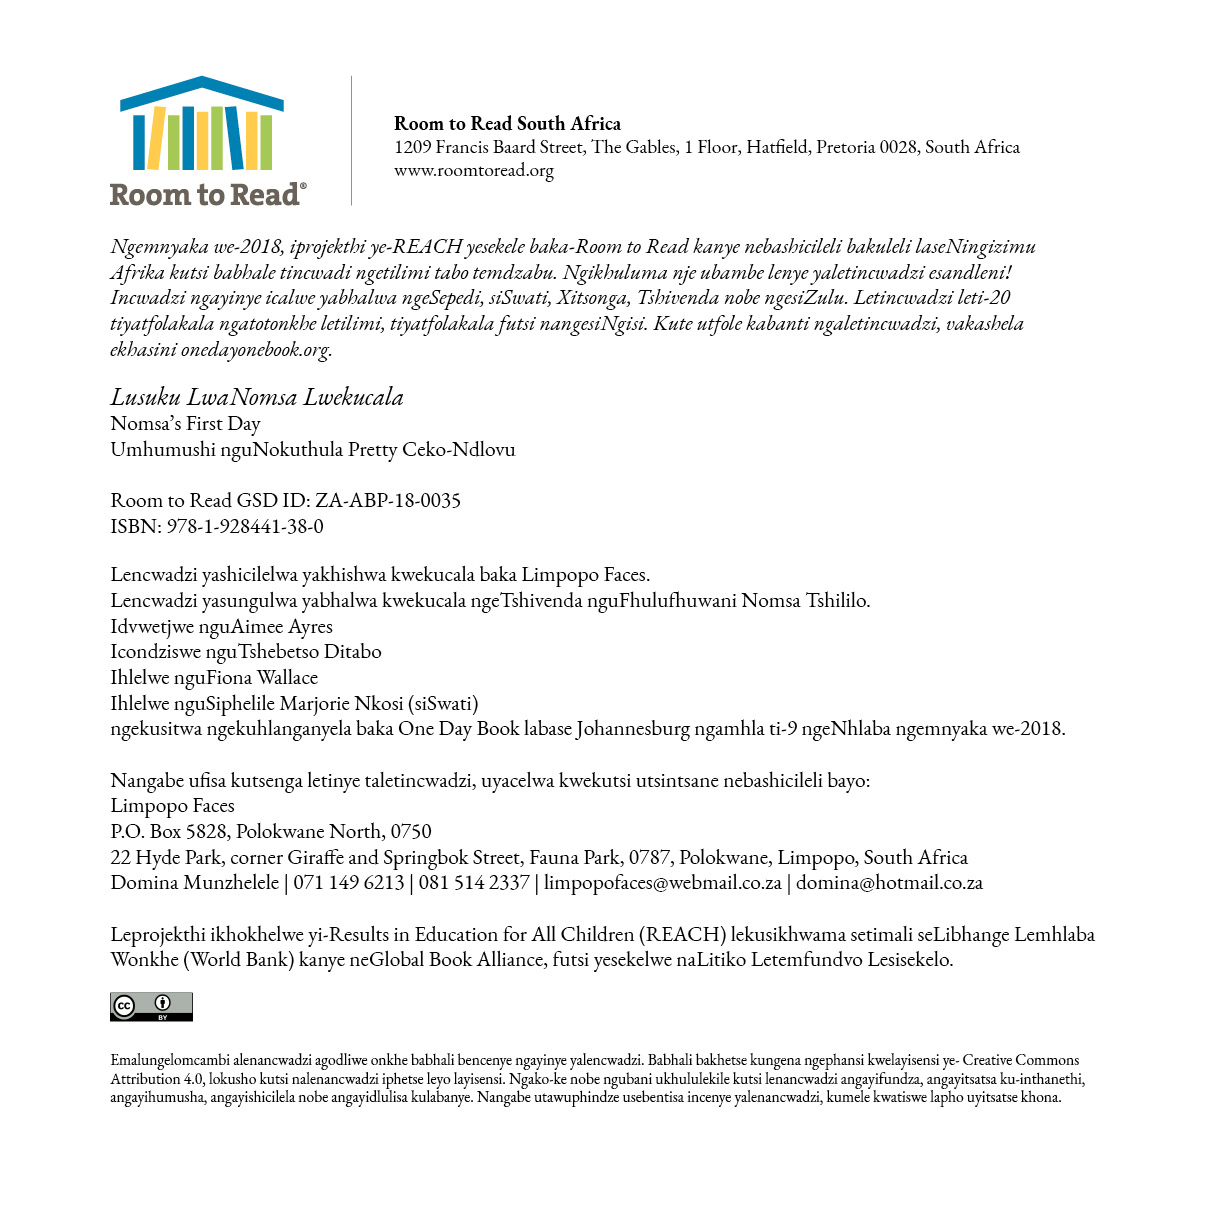 Room to Read®
Room to Read South Africa
1209 Francis Baard Street, The Gables, 1 Floor, Hatfield, Pretoria 0028, South Africa
www.roomtoread.org
Ngemnyaka we-2018, iprojekthi ye-REACH yesekele baka-Room to Read kanye nebashicileli bakuleli laseNingizimu
Afrika kutsi babhale tincwadi ngetilimi tabo temdzabu. Ngikhuluma nje ubambe lenye yaletincwadzi esandleni!
Incwadzi ngayinye icalwe yabhalwa ngeSepedi, siSwati, Xitsonga, Tshivenda nobe ngesiZulu. Letincwadzi leti-20
tiyatfolakala ngatotonkhe letilimi, tiyatfolakala futsi nangesiNgisi. Kute utfole kabanti ngaletincwadzi, vakashela
ekhasini onedayonebook.org.
Lusuku LwaNomsa Lwekucala
Nomsa’s First Day
Umhumushi nguNokuthula Pretty Ceko-Ndlovu
Room to Read GSD ID: ZA-ABP-18-0035
ISBN: 978-1-928441-38-0
Lencwadzi yashicilelwa yakhishwa kwekucala baka Limpopo Faces.
Lencwadzi yasungulwa yabhalwa kwekucala ngeTshivenda nguFhulufhuwani Nomsa Tshililo.
Idvwetjwe nguAimee Ayres
Icondziswe nguTshebetso Ditabo
Ihlelwe nguFiona Wallace
Ihlelwe nguSiphelile Marjorie Nkosi (siSwati)
ngekusitwa ngekuhlanganyela baka One Day Book labase Johannesburg ngamhla ti-9 ngeNhlaba ngemnyaka we-2018.
Nangabe ufisa kutsenga letinye taletincwadzi, uyacelwa kwekutsi utsintsane nebashicileli bayo:
Limpopo Faces
P.O. Box 5828, Polokwane North, 0750
22 Hyde Park, corner Giraffe and Springbok Street, Fauna Park, 0787, Polokwane, Limpopo, South Africa
Domina Munzhelele | 071 149 6213 | 081 514 2337 | limpopofaces@webmail.co.za | domina@hotmail.co.za
Leprojekthi ikhokhelwe yi-Results in Education for All Children (REACH) lekusikhwama setimali seLibhange Lemhlaba
Wonkhe (World Bank) kanye neGlobal Book Alliance, futsi yesekelwe naLitiko Letemfundvo Lesisekelo.
cc BY
Emalungelomcambi alenancwadzi agodliwe onkhe babhali bencenye ngayinye yalencwadzi. Babhali bakhetse kungena ngephansi kwelayisensi ye- Creative Commons
Attribution 4.0, lokusho kutsi nalenancwadzi iphetse leyo layisensi. Ngako-ke nobe ngubani ukhululekile kutsi lenancwadzi angayifundza, angayitsatsa ku-inthanethi,
angayihumusha, angayishicilela nobe angayidlulisa kulabanye. Nangabe utawuphindze usebentisa incenye yalenancwadzi, kumele kwatiswe lapho uyitsatse khona.